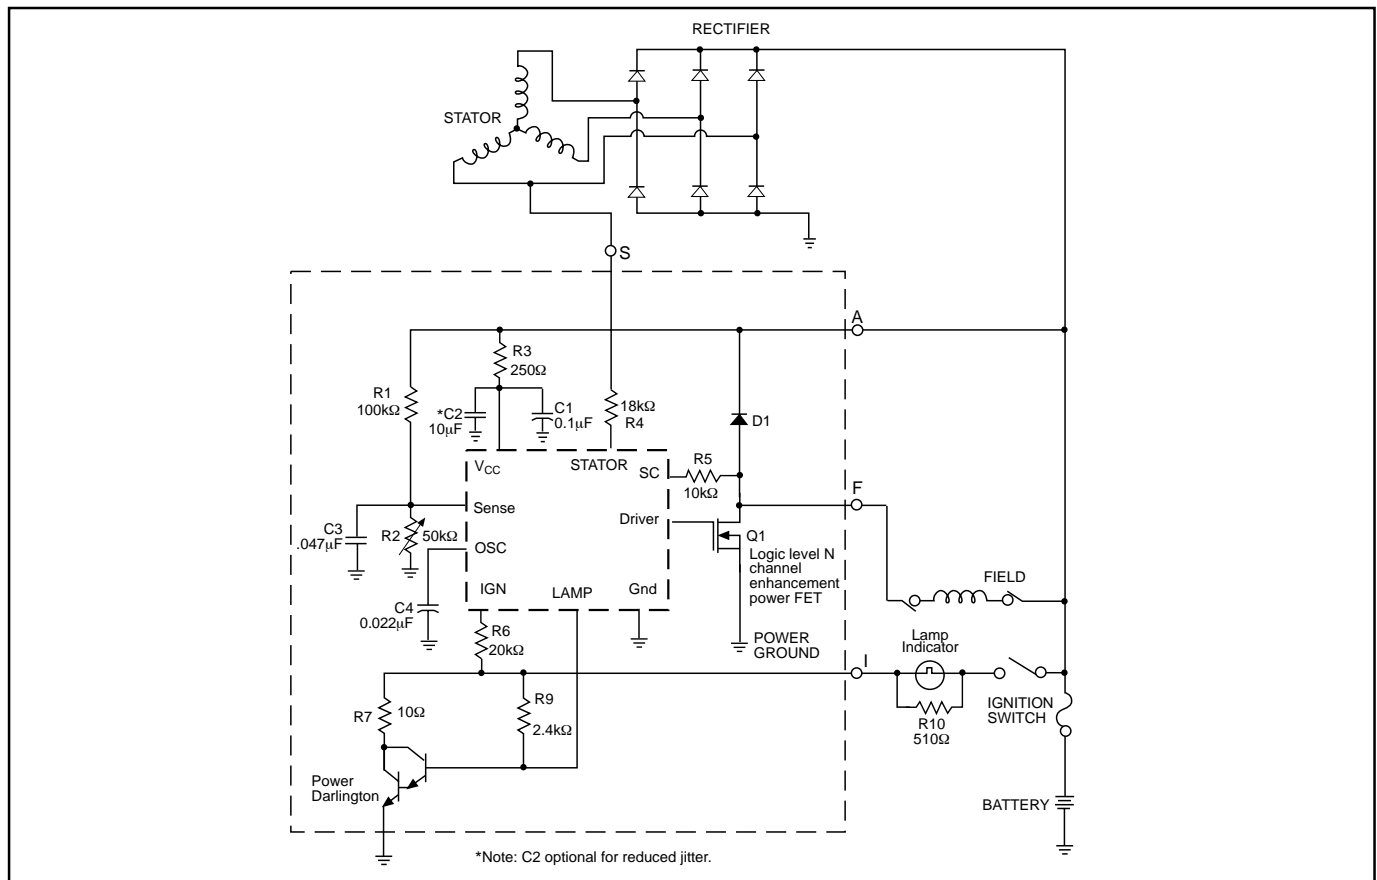 RECTIFIER
STATOR
S
A
R3
250Ω
R1
100kΩ
*C2
10µF
C1
0.1µF
18kΩ
R4
D1
VCC
STATOR
SC
R5
10kΩ
F
Sense
Driver
C3
.047µF
R2
50kΩ
Q1
OSC
Logic level N
channel
enhancement
power FET
IGN
LAMP
Gnd
FIELD
C4
0.022µF
R6
20kΩ
POWER
GROUND
Lamp
Indicator
I
R7
10Ω
R9
2.4kΩ
R10
510Ω
IGNITION
SWITCH
Power
Darlington
BATTERY
*Note: C2 optional for reduced jitter.